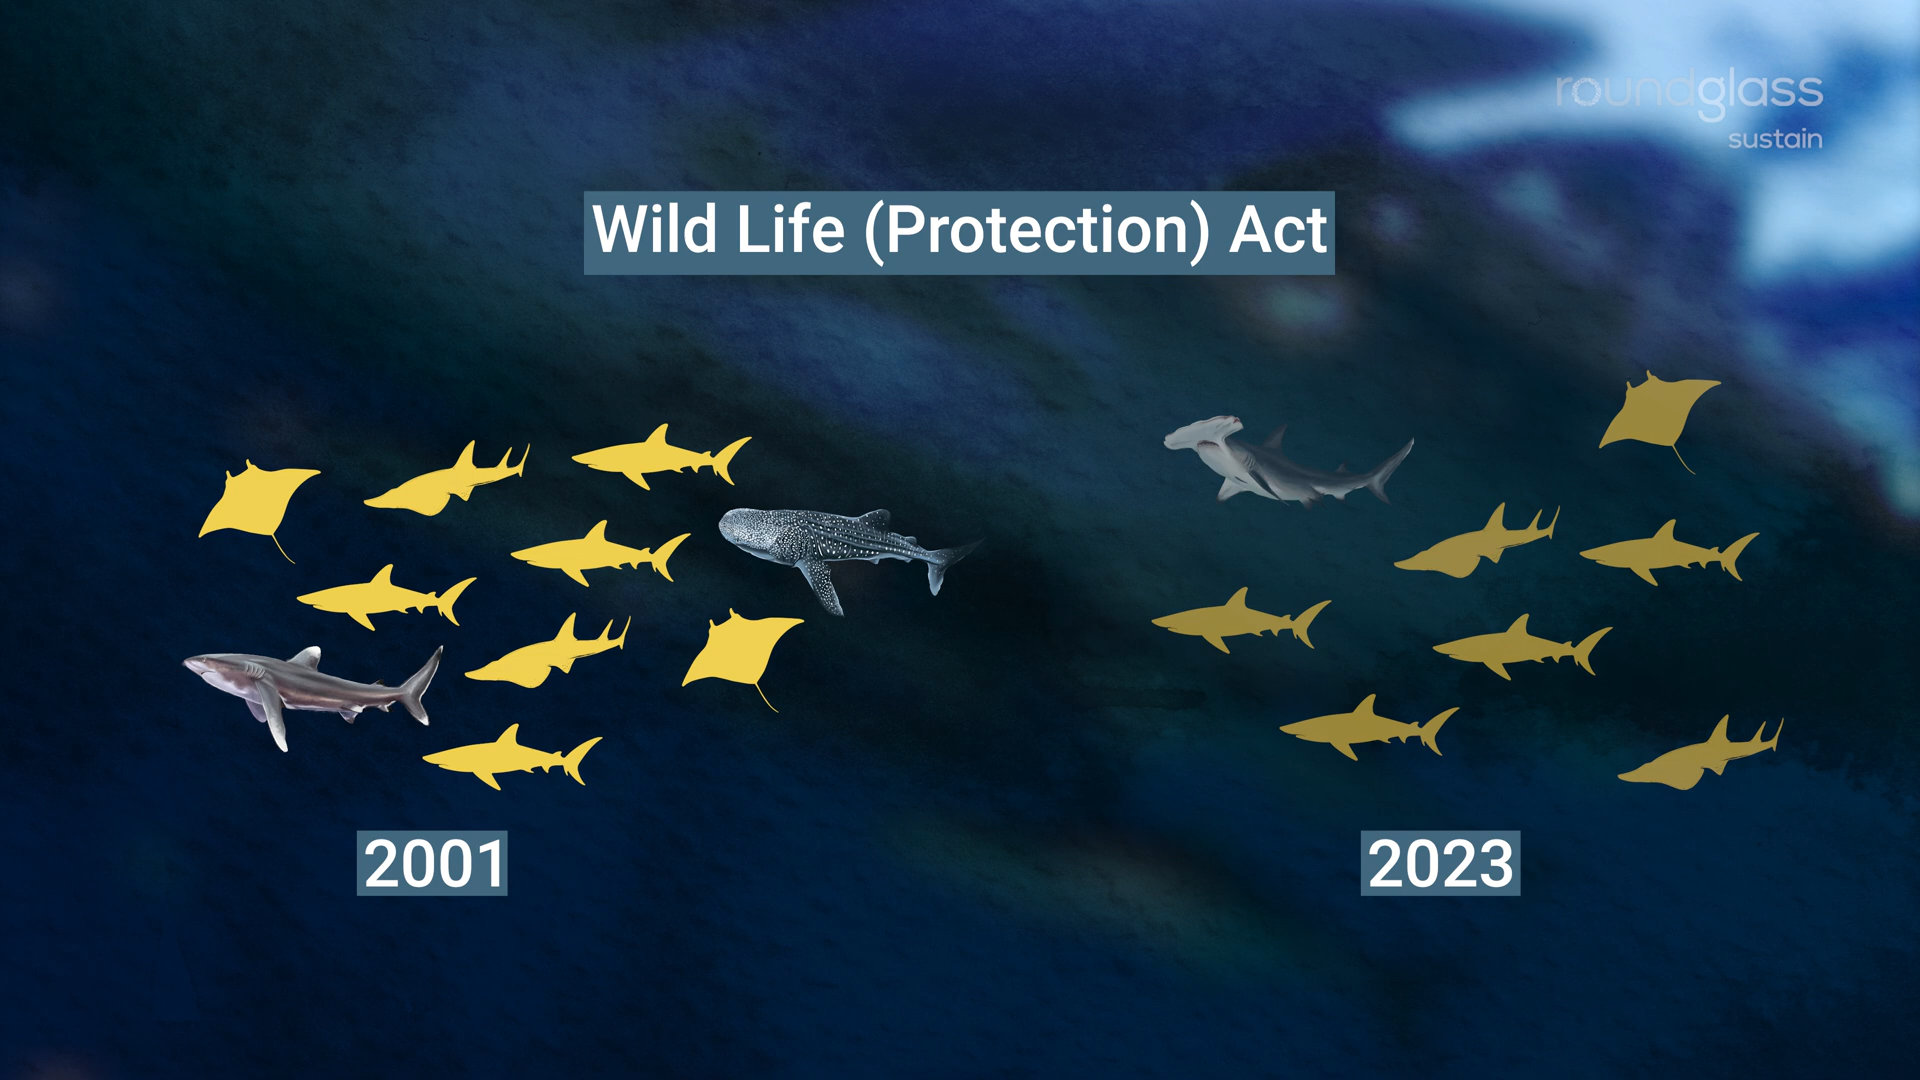 roundglass
sustain
Wild Life (Protection) Act
2001
2023